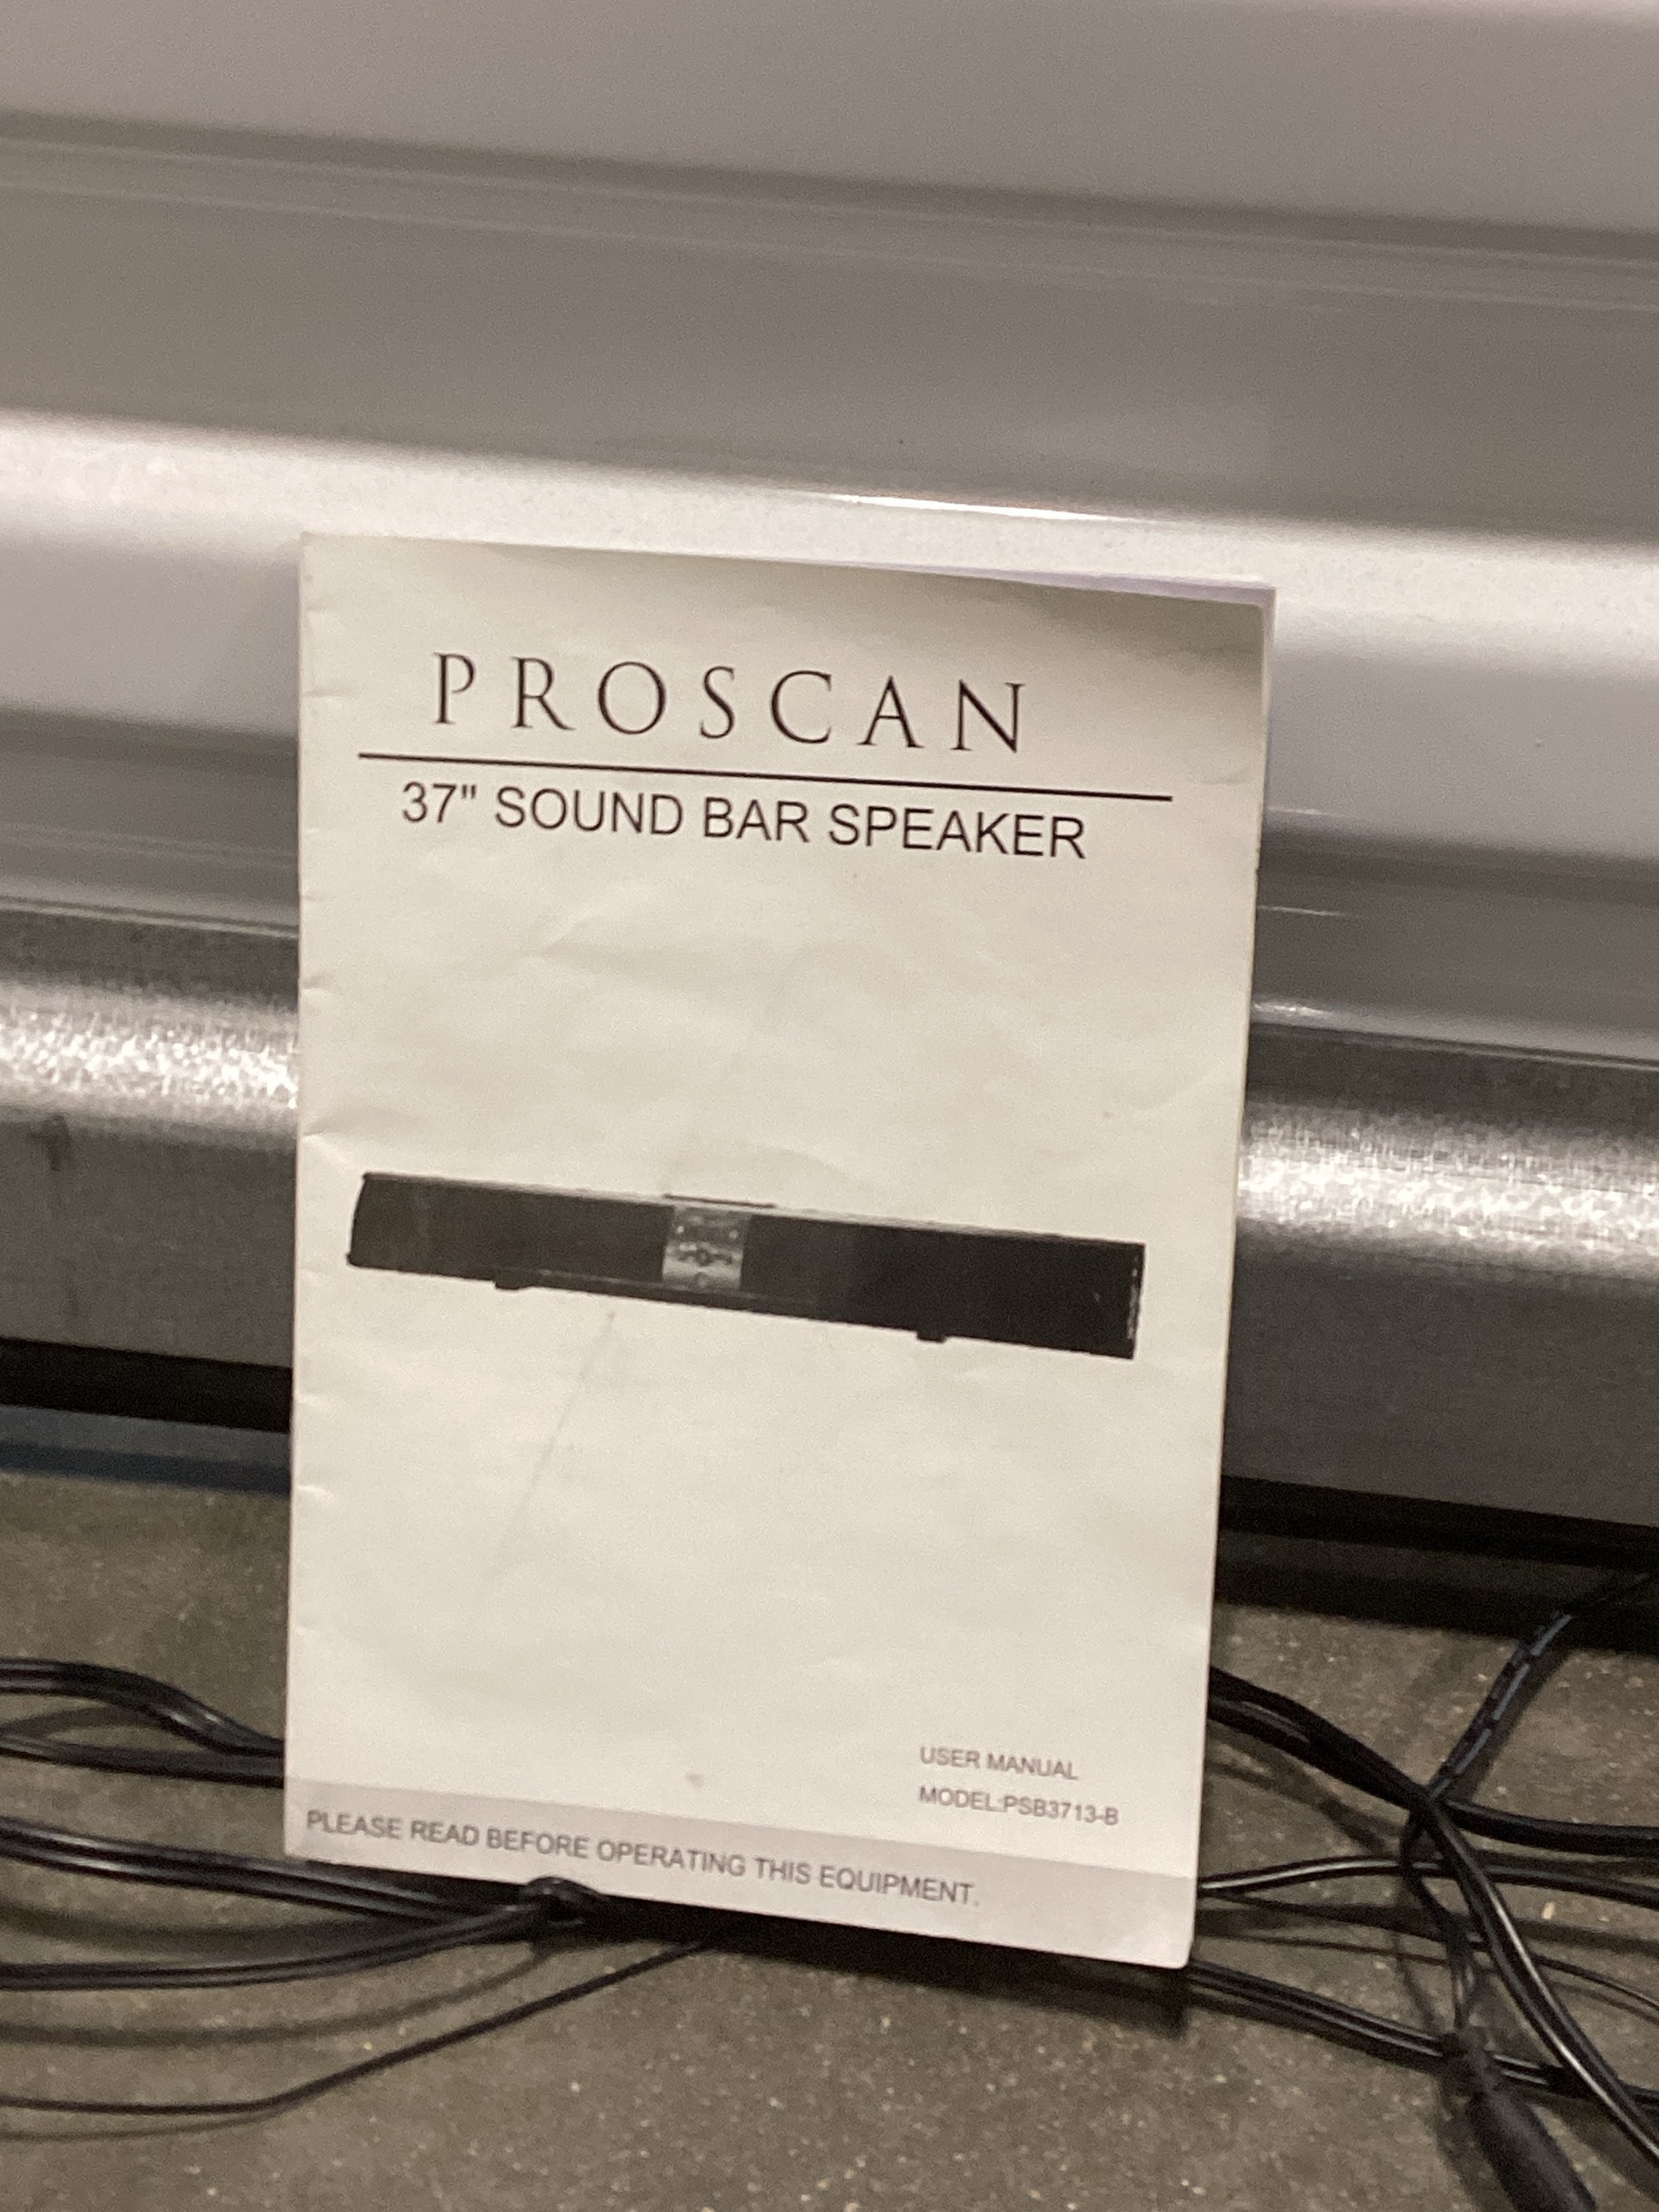 PROSCAN
37" SOUND BAR SPEAKER
USER MANUAL
MODEL:PSB3713-B
PLEASE READ BEFORE OPERATING THIS EQUIPMENT.